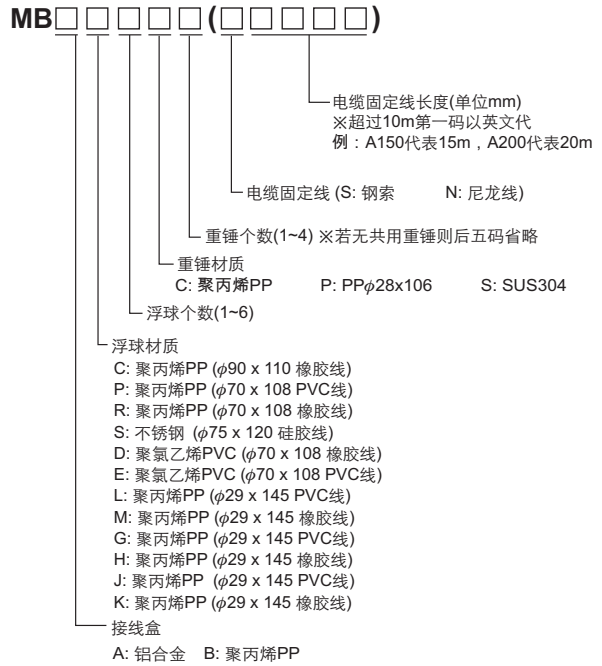 MB□□□□□(□□□□□)
电缆固定线长度(单位mm)
※超过10m第一码以英文代
例：A150代表15m，A200代表20m
电缆固定线 (S: 钢索 N: 尼龙线)
重锤个数(1~4) ※若无共用重锤则后五码省略
重锤材质
C: 聚丙烯PP P: PPφ28x106 S: SUS304
浮球个数(1~6)
浮球材质
C: 聚丙烯PP (φ90 x 110 橡胶线)
P: 聚丙烯PP (φ70 x 108 PVC线)
R: 聚丙烯PP (φ70 x 108 橡胶线)
S: 不锈钢 (φ75 x 120 硅胶线)
D: 聚氯乙烯PVC (φ70 x 108 橡胶线)
E: 聚氯乙烯PVC (φ70 x 108 PVC线)
L: 聚丙烯PP (φ29 x 145 PVC线)
M: 聚丙烯PP (φ29 x 145 橡胶线)
G: 聚丙烯PP (φ29 x 145 PVC线)
H: 聚丙烯PP (φ29 x 145 橡胶线)
J: 聚丙烯PP (φ29 x 145 PVC线)
K: 聚丙烯PP (φ29 x 145 橡胶线)
接线盒
A: 铝合金 B: 聚丙烯PP